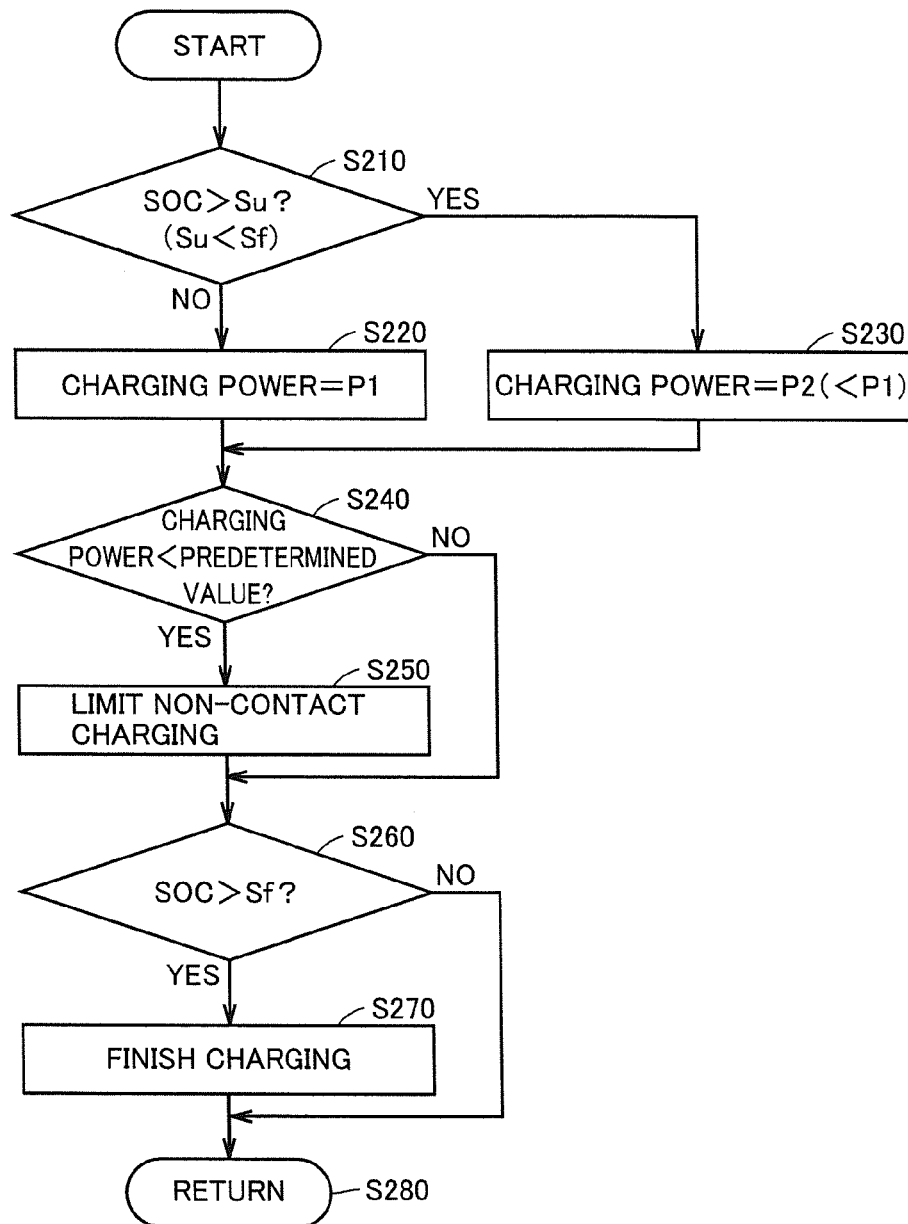 START
S210
SOC>Su?
(Su<Sf)
YES
NO
S220
CHARGING POWER=P1
S230
CHARGING POWER=P2(<P1)
S240
CHARGING
POWER<PREDETERMINED
VALUE?
NO
YES
S250
LIMIT NON-CONTACT
CHARGING
S260
SOC>Sf?
NO
YES
S270
FINISH CHARGING
RETURN
S280